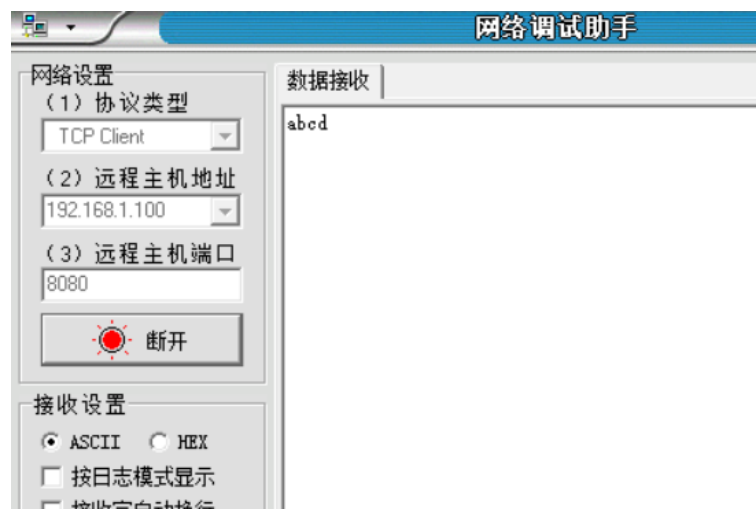 网络调试助手
网络设置
（1）协议类型
TCP Client
（2）远程主机地址
192.168.1.100
（3）远程主机端口
8080
断开
接收设置
ASCII HEX
按日志模式显示
数据接收
abcd